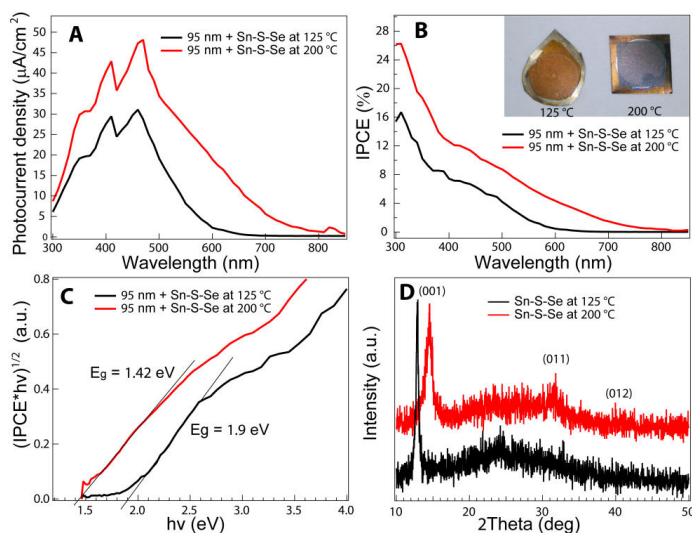 A
95 nm + Sn-S-Se at 125 °C
95 nm + Sn-S-Se at 200 °C
Photocurrent density (µA/cm²)
50
45
40
35
30
25
20
15
10
5
0
300 400 500 600 700 800
Wavelength (nm)
B
125 °C
200 °C
95 nm + Sn-S-Se at 125 °C
95 nm + Sn-S-Se at 200 °C
IPCE (%)
28
24
20
16
12
8
4
0
300 400 500 600 700 800
Wavelength (nm)
C
95 nm + Sn-S-Se at 125 °C
95 nm + Sn-S-Se at 200 °C
(IPCE*hv)^1/2 (a.u.)
0.8
0.6
0.4
0.2
0.0
Eg = 1.42 eV
Eg = 1.9 eV
1.5 2.0 2.5 3.0 3.5 4.0
hv (eV)
D
(001)
Sn-S-Se at 125 °C
Sn-S-Se at 200 °C
(011)
(012)
Intensity (a.u.)
10 20 30 40 50
2Theta (deg)